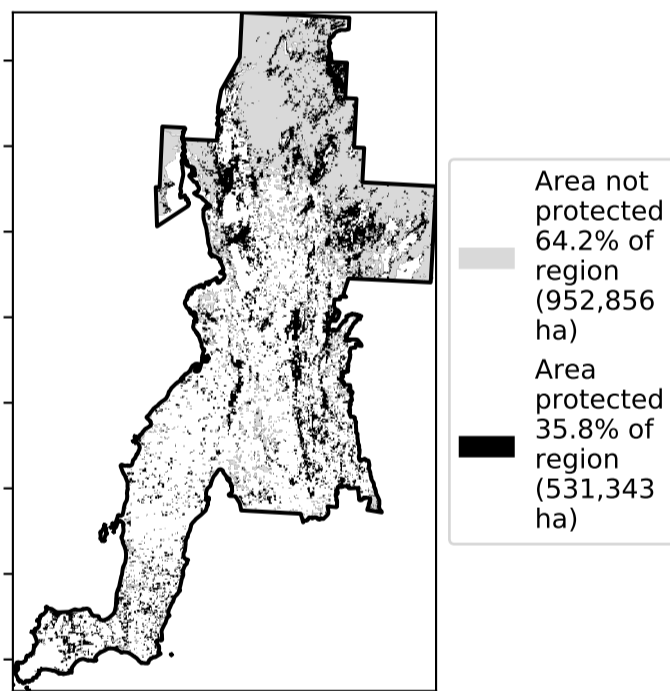 Area not
protected
64.2% of
region
(952,856
ha)
Area
protected
35.8% of
region
(531,343
ha)